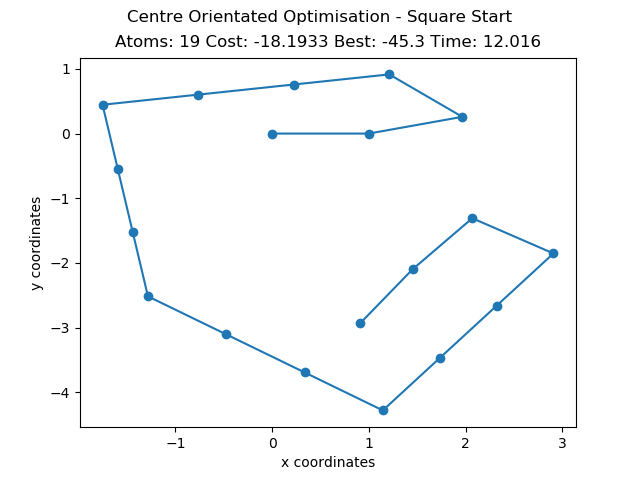 Centre Orientated Optimisation - Square Start
Atoms: 19 Cost: -18.1933 Best: -45.3 Time: 12.016
1
0
−1
−2
−3
−4
y coordinates
−1 0 1 2 3
x coordinates